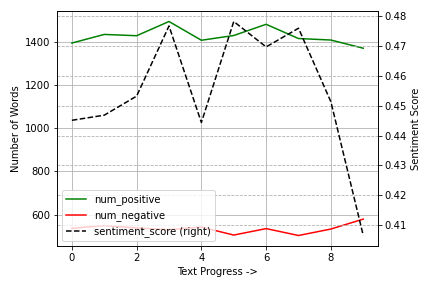 1400
1200
1000
800
600
Number of Words
0.48
0.47
0.46
0.45
0.44
0.43
0.42
0.41
Sentiment Score
num_positive
num_negative
sentiment_score (right)
0 2 4 6 8
Text Progress ->